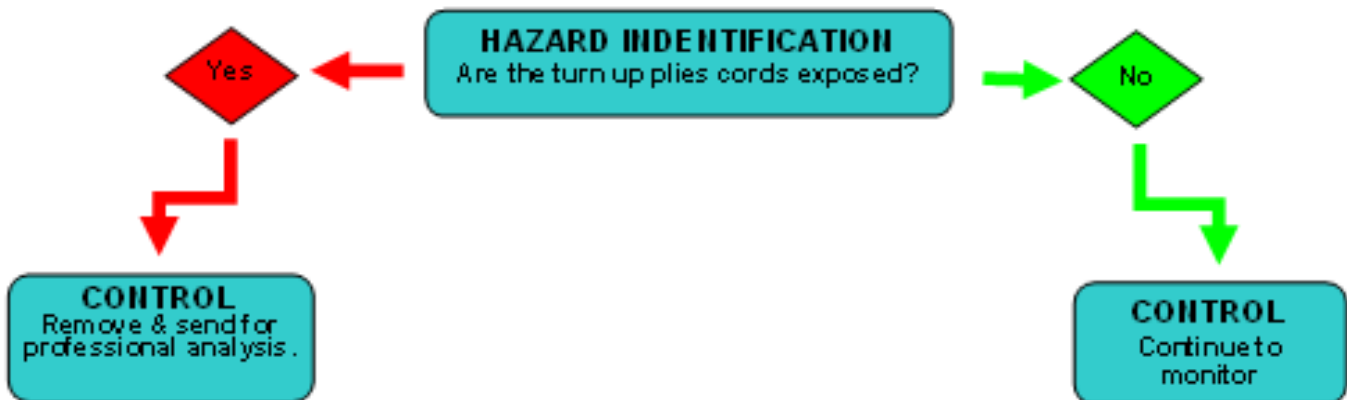 HAZARD INDENTIFICATION
Are the turn up plies cords exposed?
Yes
No
CONTROL
Remove & send for
professional analysis.
CONTROL
Continue to
monitor